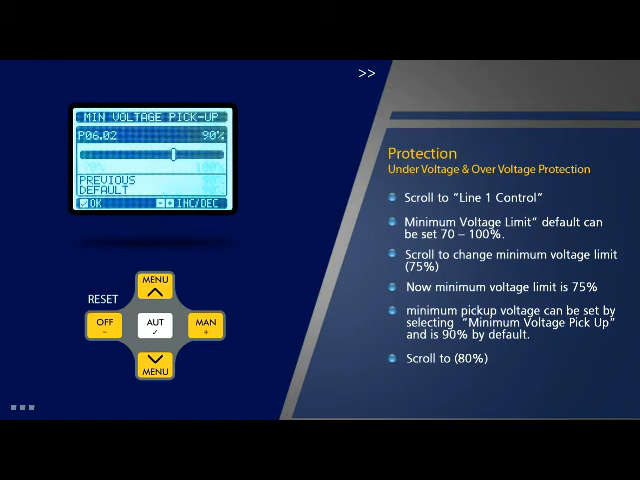 >>
MIN VOLTAGE PICK-UP
P06.02 90%
100%
PREVIOUS
DEFAULT
OK INC/DEC
RESET
MENU
OFF
–
AUT
✓
MAN
+
MENU
Protection
Under Voltage & Over Voltage Protection
Scroll to “Line 1 Control”
Minimum Voltage Limit“ default can
be set 70 – 100%.
Scroll to change minimum voltage limit
(75%)
Now minimum voltage limit is 75%
minimum pickup voltage can be set by
selecting “Minimum Voltage Pick Up”
and is 90% by default.
Scroll to (80%)